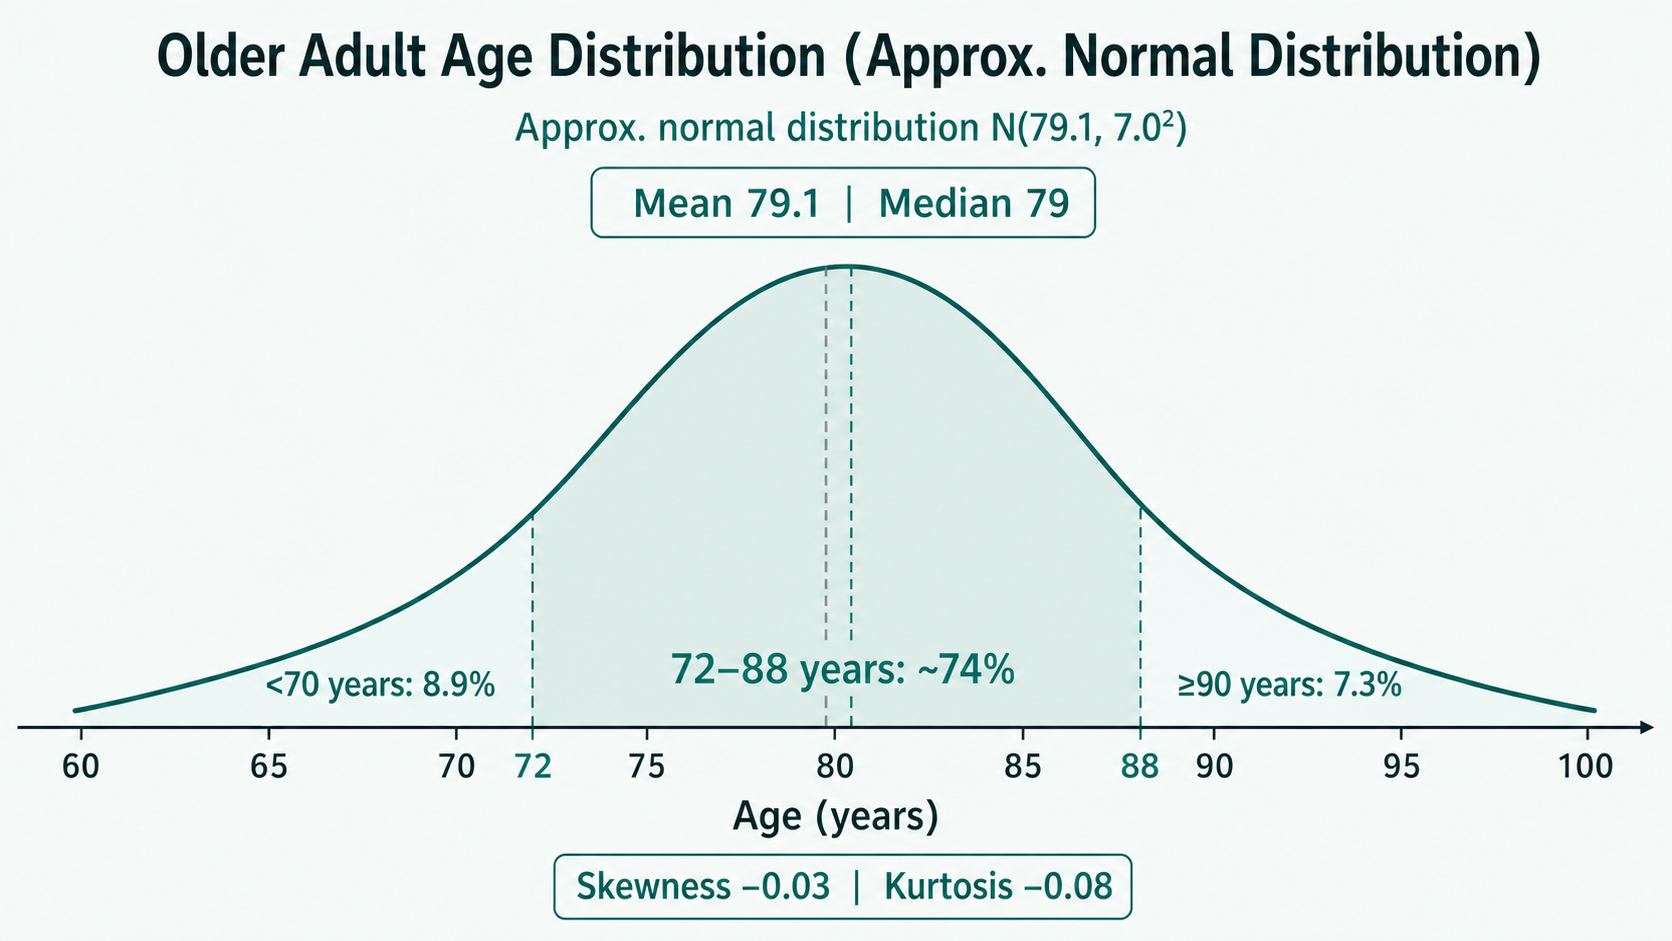 Older Adult Age Distribution (Approx. Normal Distribution)
Approx. normal distribution N(79.1, 7.0²)
Mean 79.1 | Median 79
72–88 years: ~74%
<70 years: 8.9%
≥90 years: 7.3%
60 65 70 72 75 80 85 88 90 95 100
Age (years)
Skewness –0.03 | Kurtosis –0.08